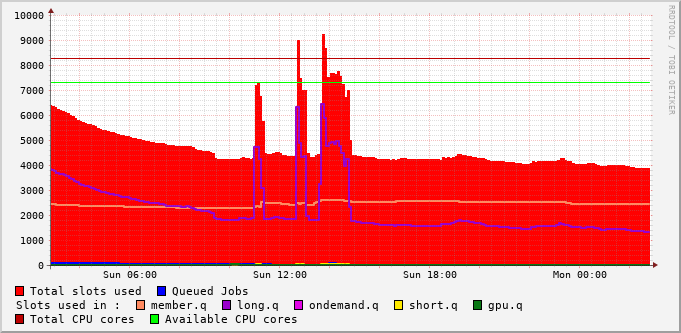 RRDTOOL / TOBI OETIKER
10000
9000
8000
7000
6000
5000
4000
3000
2000
1000
0
Sun 06:00 Sun 12:00 Sun 18:00 Mon 00:00
Total slots used Queued Jobs
Slots used in : member.q long.q ondemand.q short.q gpu.q
Total CPU cores Available CPU cores